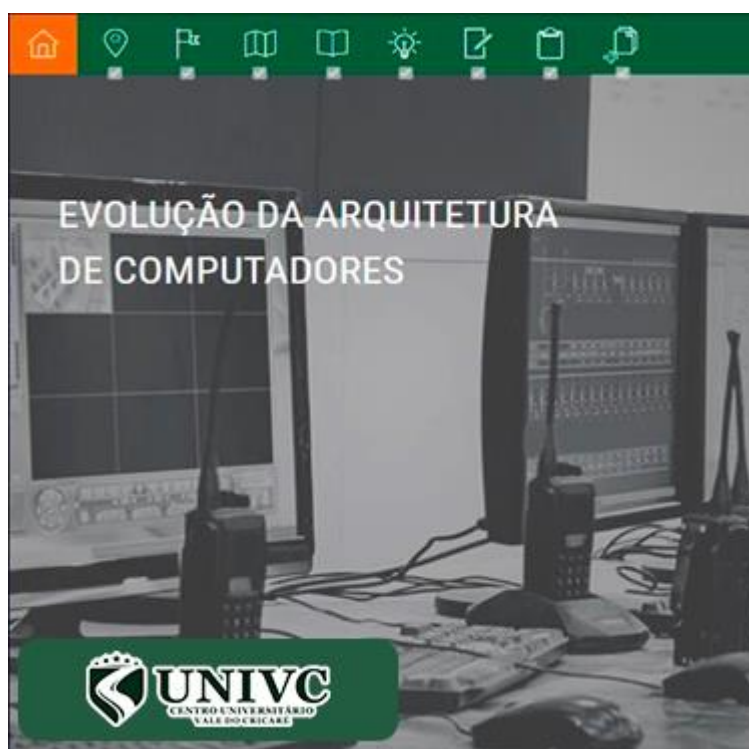 EVOLUÇÃO DA ARQUITETURA
DE COMPUTADORES
UNIVC
CENTRO UNIVERSITÁRIO
VALE DO CRICARÉ